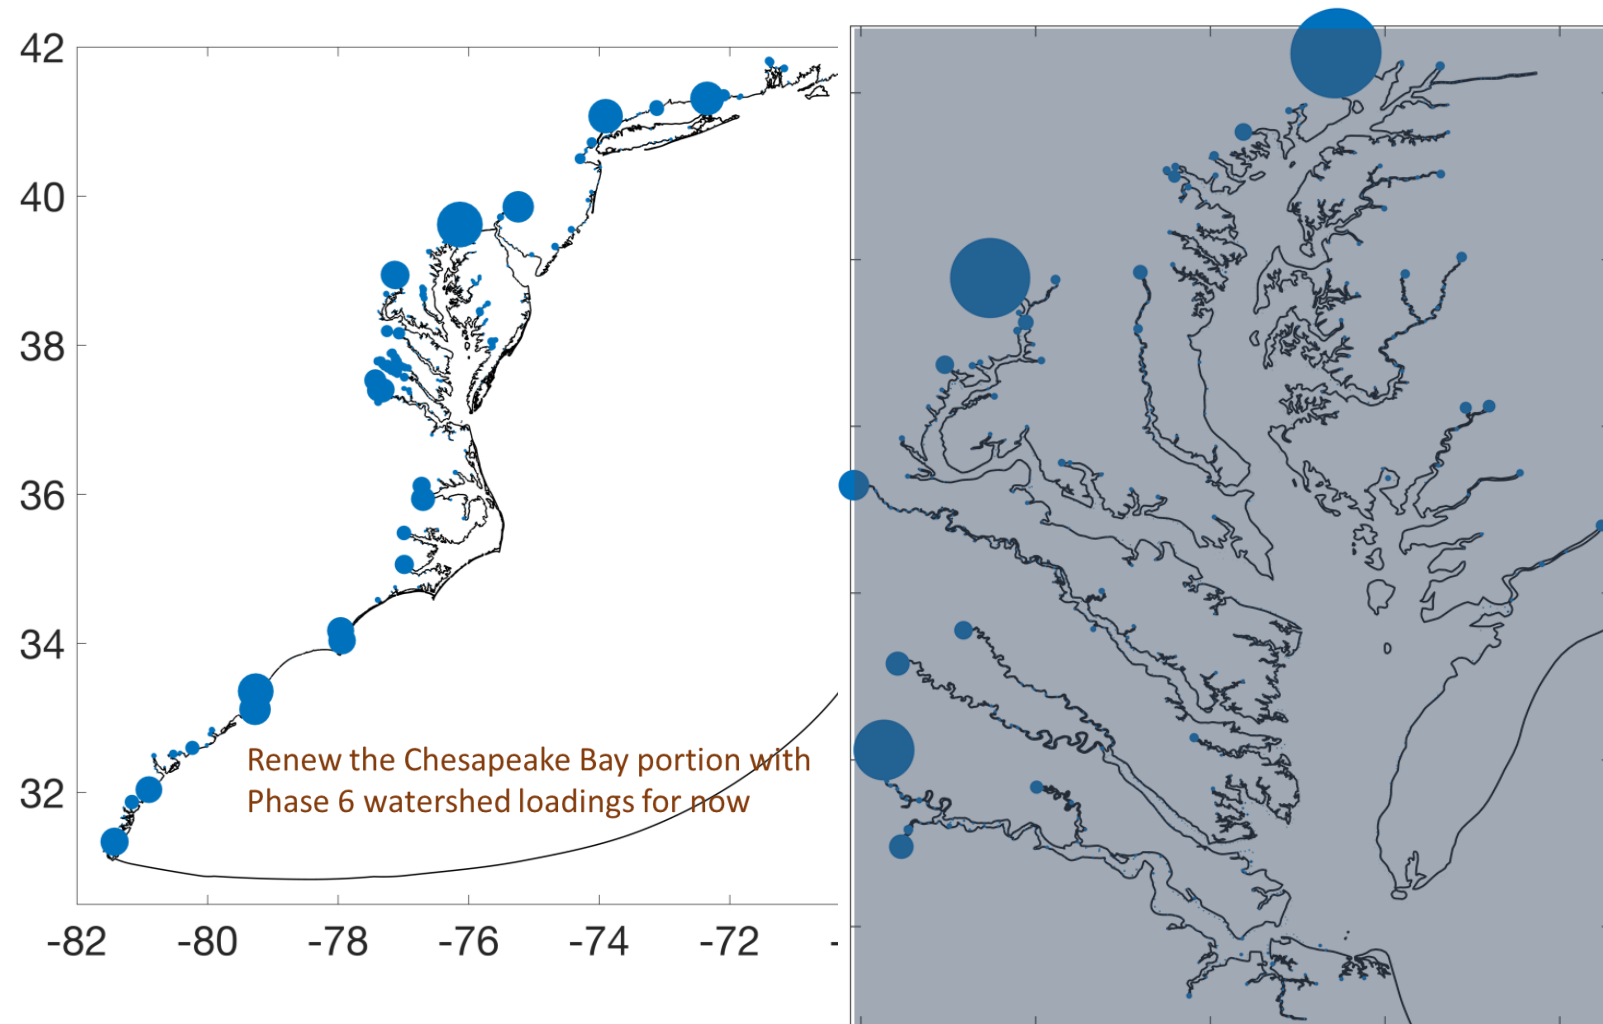 42
40
38
36
34
32
Renew the Chesapeake Bay portion with
Phase 6 watershed loadings for now
-82 -80 -78 -76 -74 -72 -